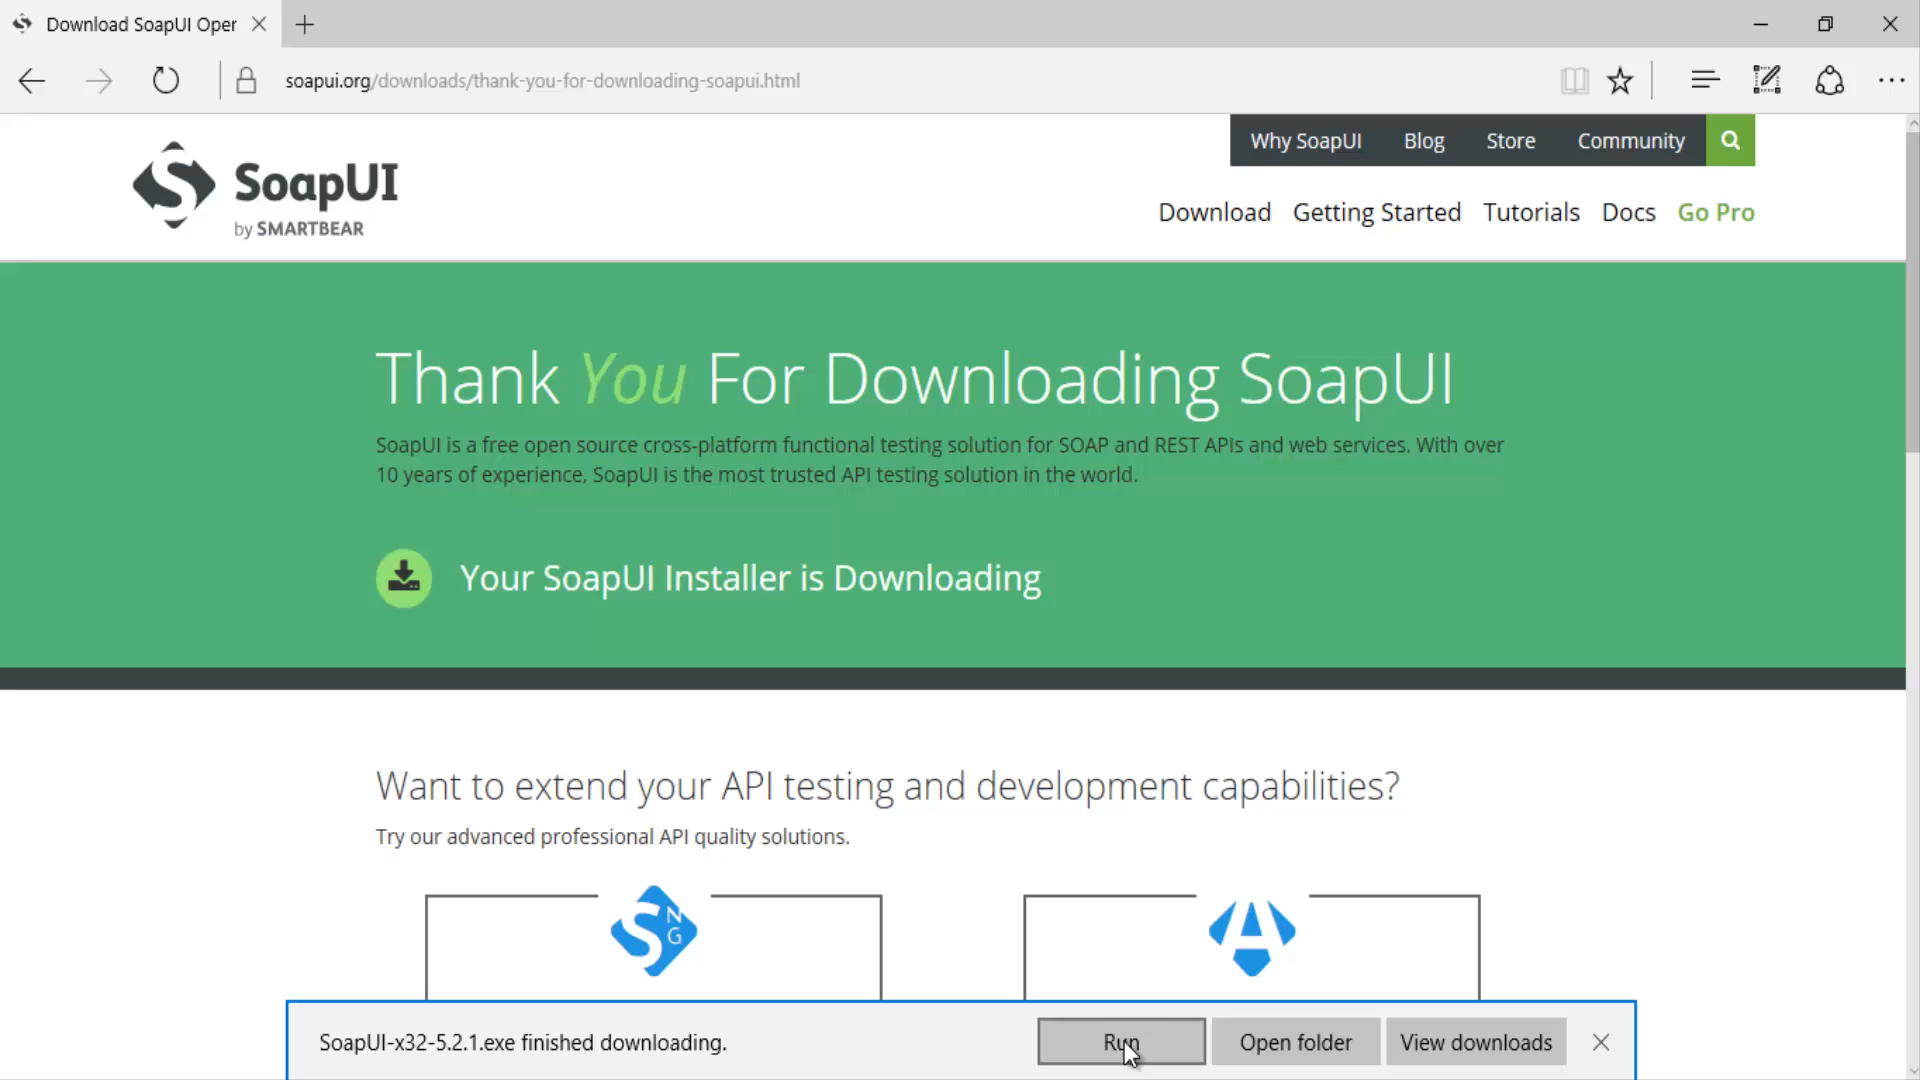 Download SoapUI Oper
soapui.org/downloads/thank-you-for-downloading-soapui.html
Why SoapUI Blog Store Community
SoapUI
by SMARTBEAR
Download Getting Started Tutorials Docs Go Pro
Thank You For Downloading SoapUI
SoapUI is a free open source cross-platform functional testing solution for SOAP and REST APIs and web services. With over
10 years of experience, SoapUI is the most trusted API testing solution in the world.
Your SoapUI Installer is Downloading
Want to extend your API testing and development capabilities?
Try our advanced professional API quality solutions.
S NG
A
SoapUI-x32-5.2.1.exe finished downloading.
Run Open folder View downloads